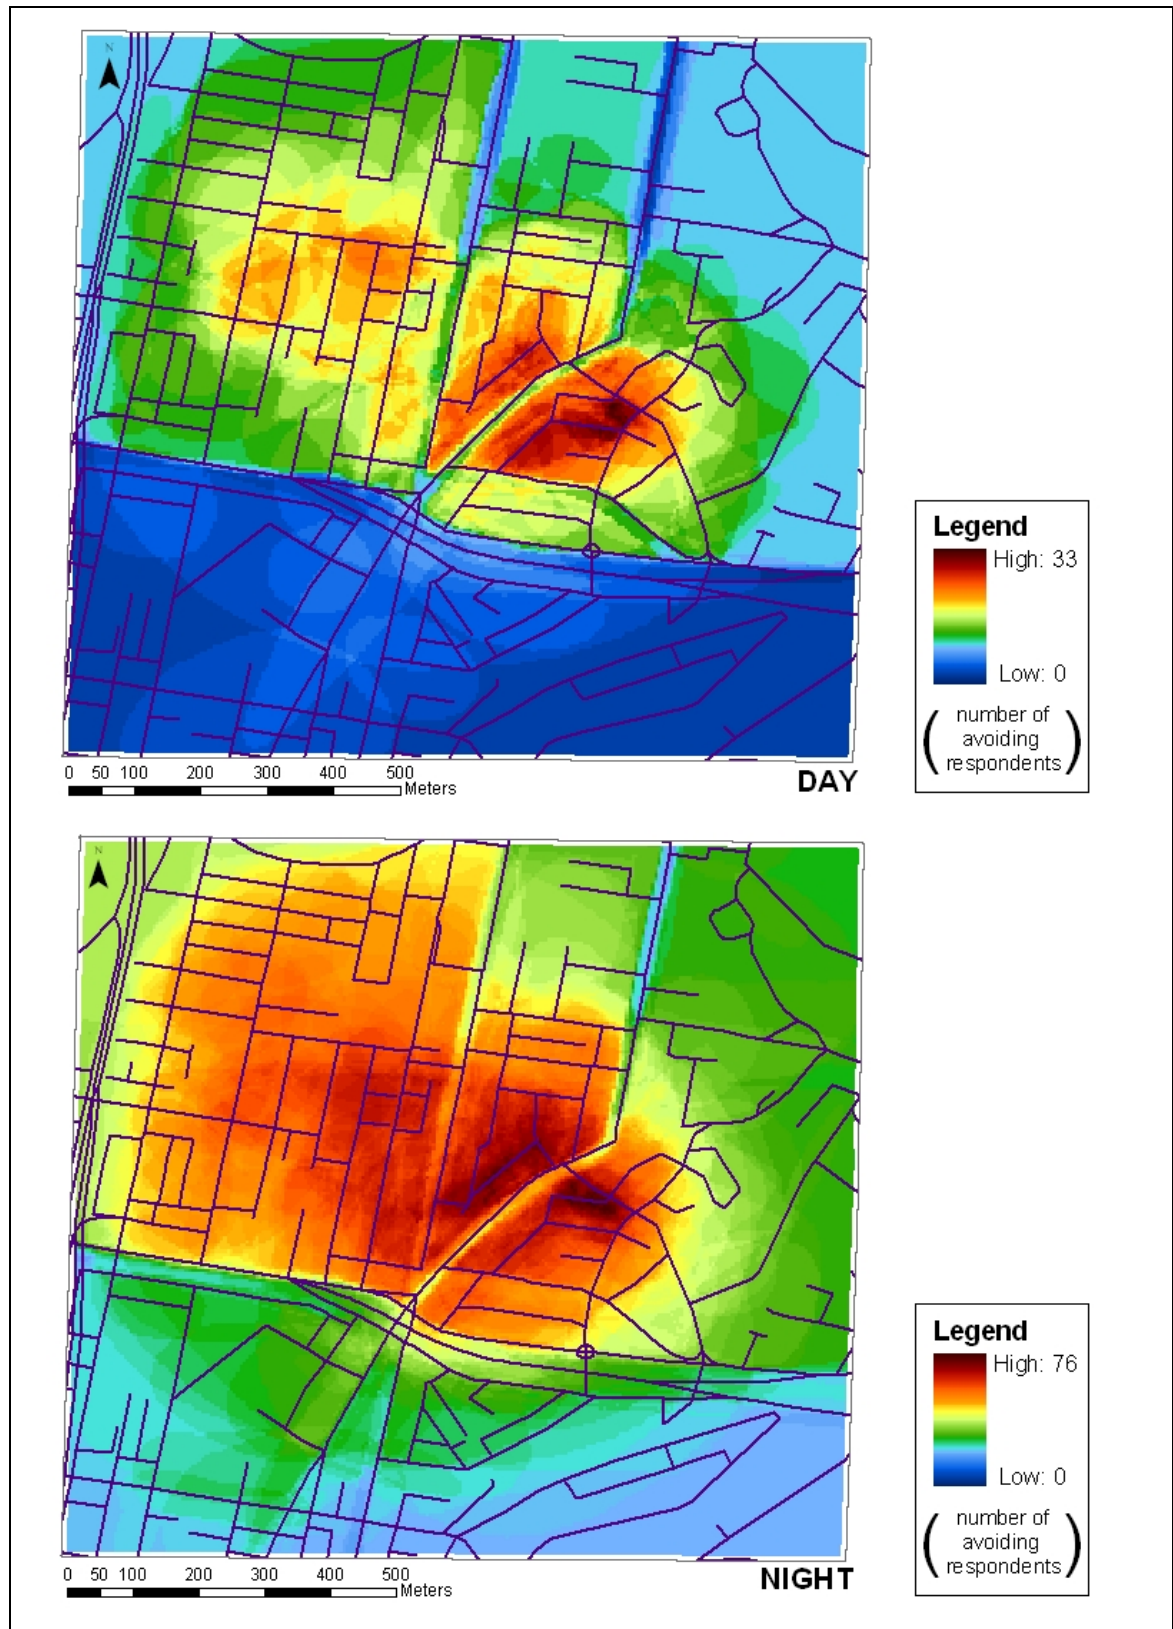 N
Legend
High: 33
Low: 0
( number of
avoiding
respondents )
0 50 100 200 300 400 500
Meters
DAY
N
Legend
High: 76
Low: 0
( number of
avoiding
respondents )
0 50 100 200 300 400 500
Meters
NIGHT